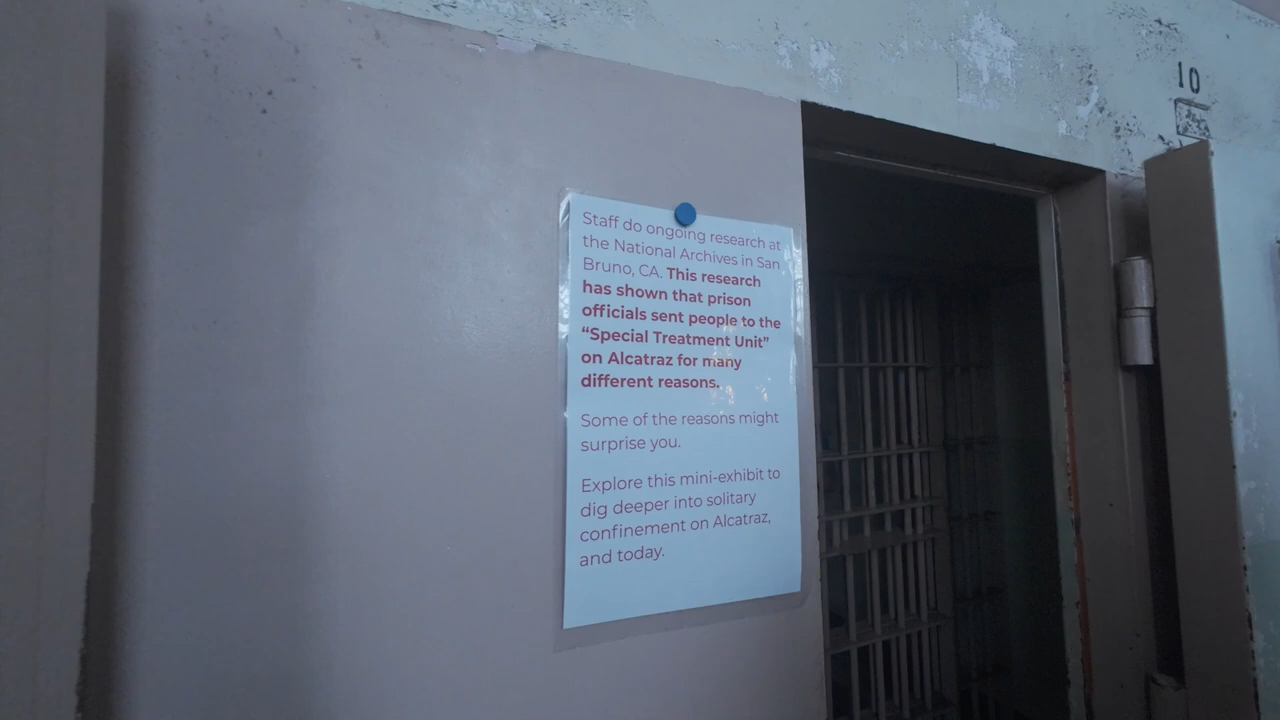 10
Staff do ongoing research at
the National Archives in San
Bruno, CA. This research
has shown that prison
officials sent people to the
“Special Treatment Unit”
on Alcatraz for many
different reasons.
Some of the reasons might
surprise you.
Explore this mini-exhibit to
dig deeper into solitary
confinement on Alcatraz,
and today.